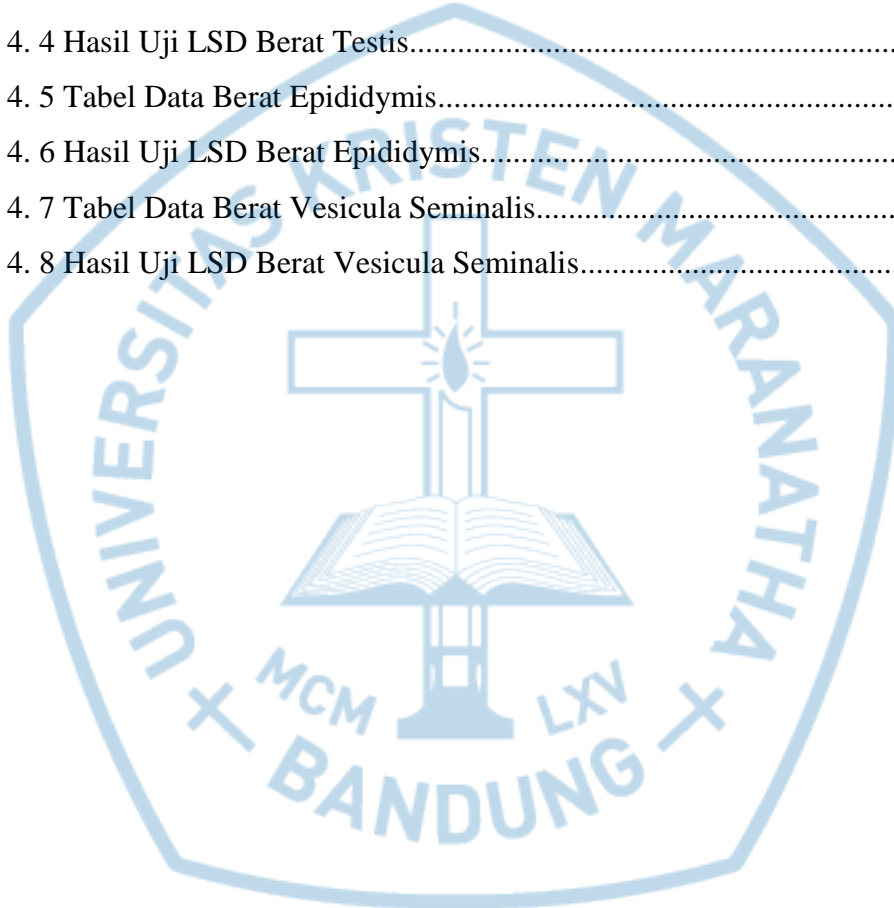 4. 4 Hasil Uji LSD Berat Testis.............................................................
4. 5 Tabel Data Berat Epididymis..........................................................
4. 6 Hasil Uji LSD Berat Epididymis....................................................
4. 7 Tabel Data Berat Vesicula Seminalis.............................................
4. 8 Hasil Uji LSD Berat Vesicula Seminalis.......................................
UNIVERSITAS KRISTEN MARANATHA
MCM LXV
BANDUNG